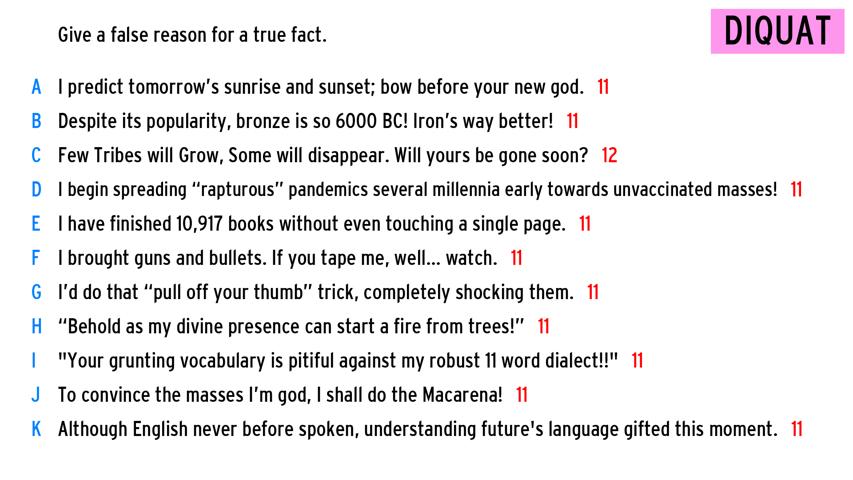 Give a false reason for a true fact.
DIQUAT
A I predict tomorrow's sunrise and sunset; bow before your new god. 11
B Despite its popularity, bronze is so 6000 BC! Iron's way better! 11
C Few Tribes will Grow, Some will disappear. Will yours be gone soon? 12
D I begin spreading “rapturous” pandemics several millennia early towards unvaccinated masses! 11
E I have finished 10,917 books without even touching a single page. 11
F I brought guns and bullets. If you tape me, well... watch. 11
G I'd do that “pull off your thumb” trick, completely shocking them. 11
H “Behold as my divine presence can start a fire from trees!” 11
I "Your grunting vocabulary is pitiful against my robust 11 word dialect!!" 11
J To convince the masses I'm god, I shall do the Macarena! 11
K Although English never before spoken, understanding future's language gifted this moment. 11